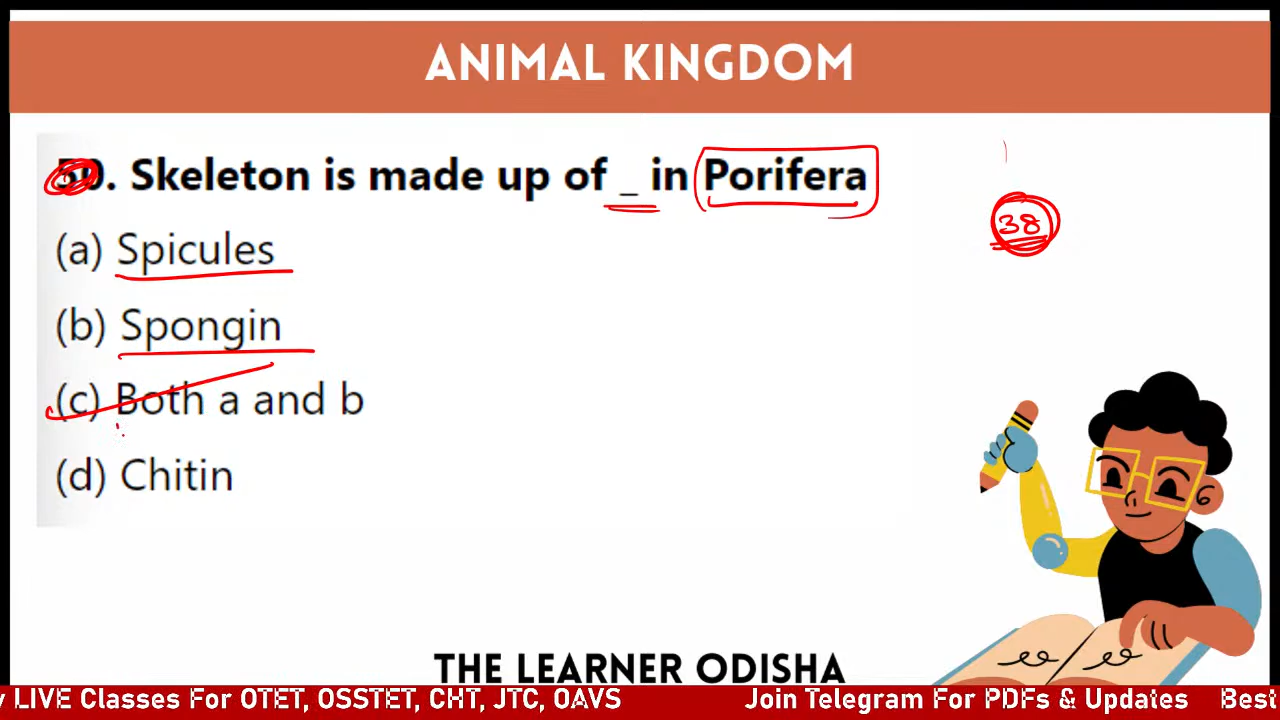 ANIMAL KINGDOM
50. Skeleton is made up of _ in Porifera
38
(a) Spicules
(b) Spongin
(c) Both a and b
(d) Chitin
THE LEARNER ODISHA
y LIVE Classes For OTET, OSSTET, CHT, JTC, OAVS Join Telegram For PDFs & Updates Best